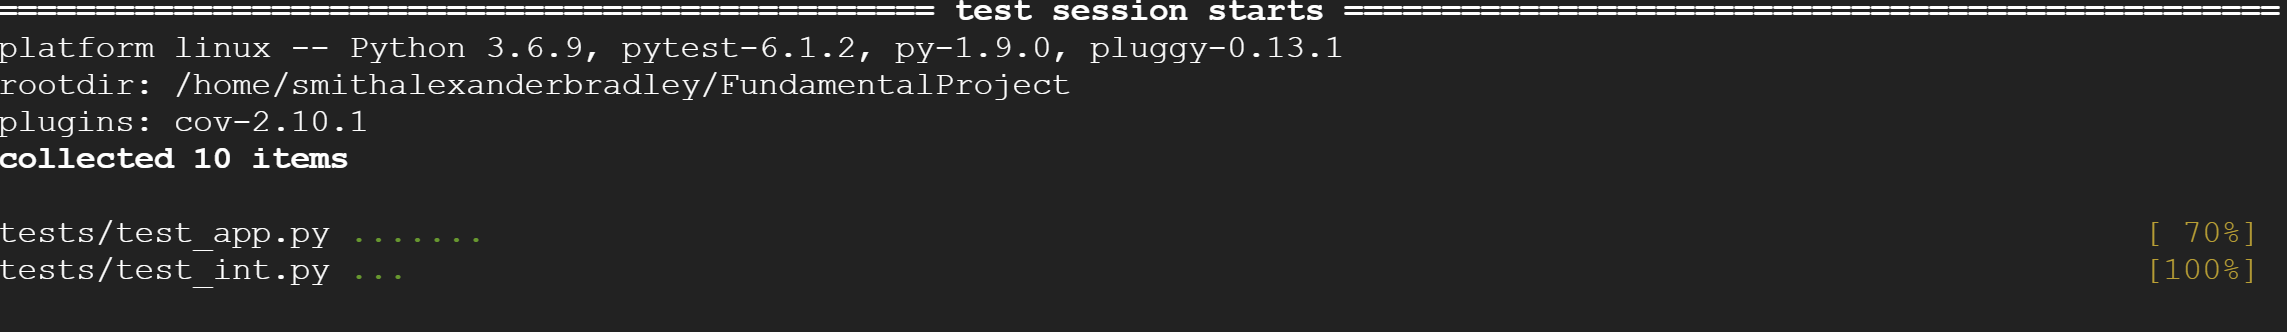 ================================================ test session starts ================================================
platform linux -- Python 3.6.9, pytest-6.1.2, py-1.9.0, pluggy-0.13.1
rootdir: /home/smithalexanderbradley/FundamentalProject
plugins: cov-2.10.1
collected 10 items
tests/test_app.py ....... [ 70%]
tests/test_int.py ... [100%]